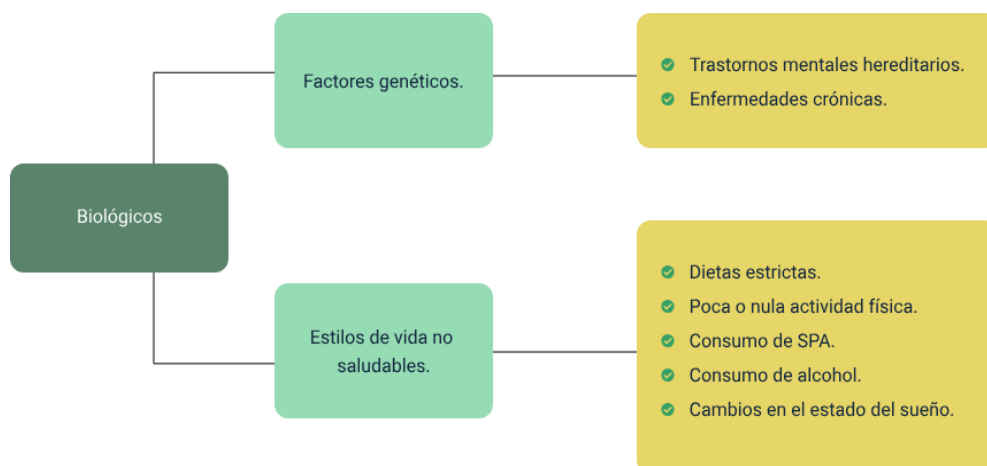 Factores genéticos.
Trastornos mentales hereditarios.
Enfermedades crónicas.
Biológicos
Estilos de vida no
saludables.
Dietas estrictas.
Poca o nula actividad física.
Consumo de SPA.
Consumo de alcohol.
Cambios en el estado del sueño.